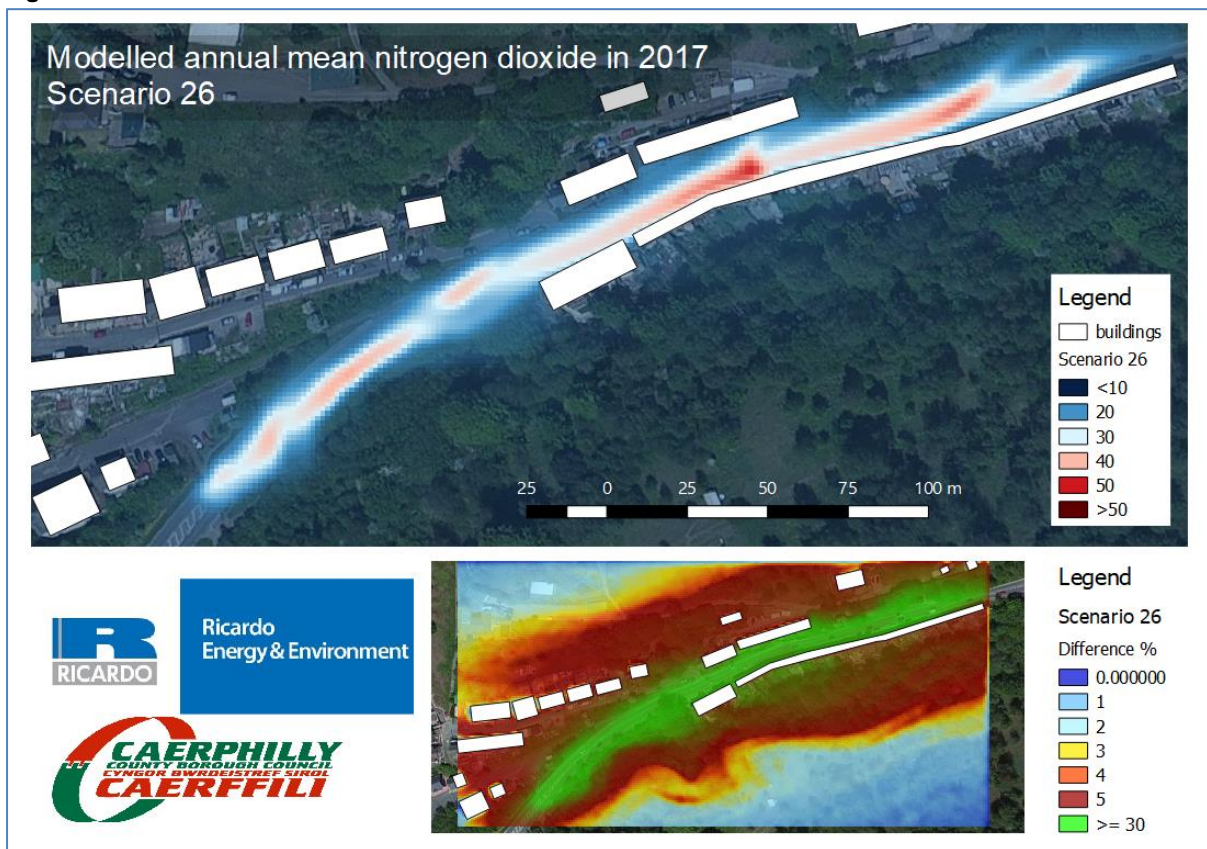 Modelled annual mean nitrogen dioxide in 2017
Scenario 26
Legend
buildings
Scenario 26
<10
20
30
40
50
>50
25 0 25 50 75 100 m
R
RICARDO
Ricardo
Energy & Environment
CAERPHILLY
COUNTY BOROUGH COUNCIL
CYNGOR BWRDEISTREF SIROL
CAERFFILI
Legend
Scenario 26
Difference %
0.000000
1
2
3
4
5
>= 30